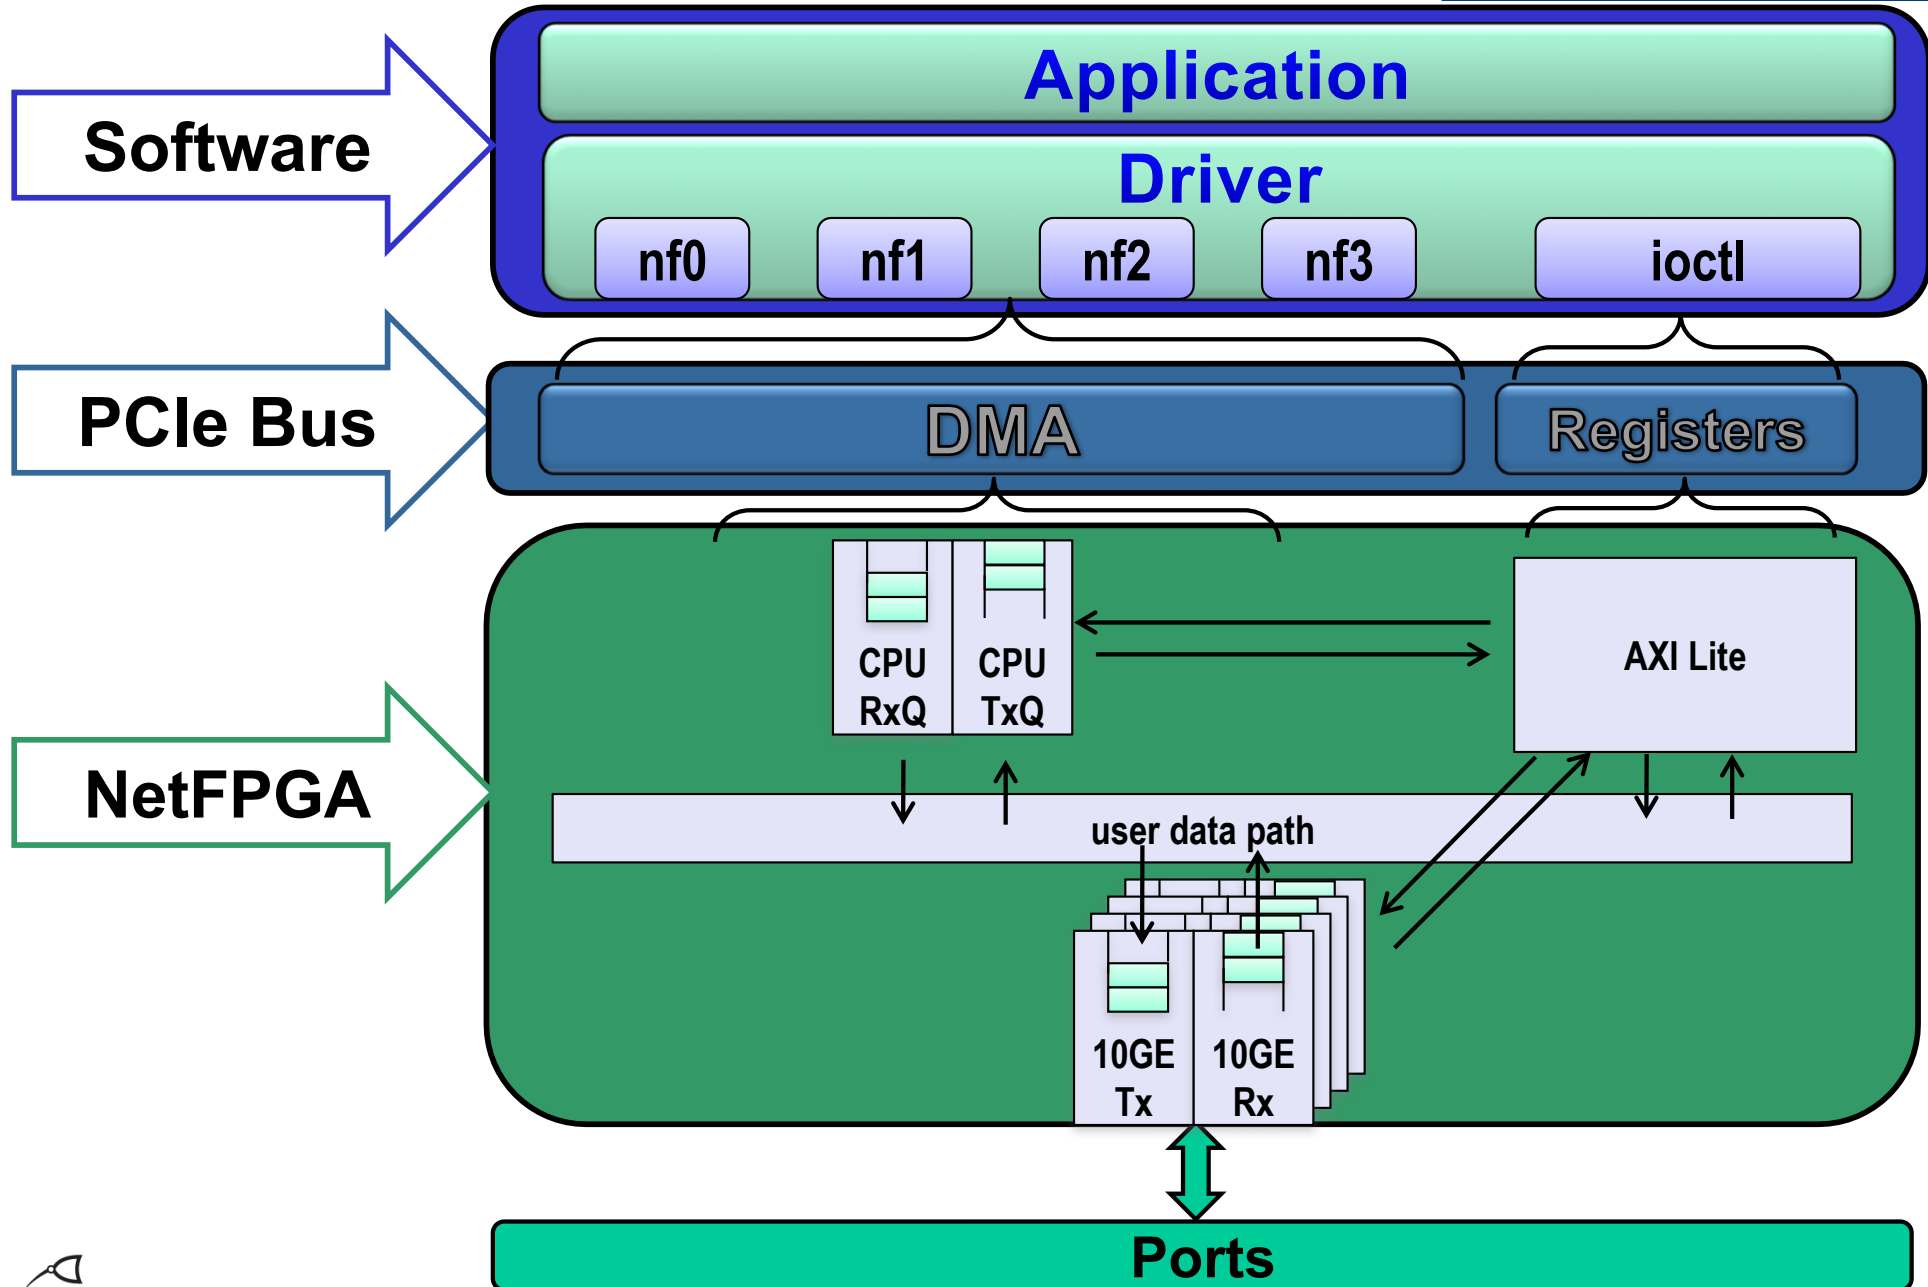 Application
Software
Driver
nf0 nf1 nf2 nf3 ioctl
PCIe Bus
DMA Registers
CPU RxQ
CPU TxQ
AXI Lite
NetFPGA
user data path
10GE Tx
10GE Rx
Ports